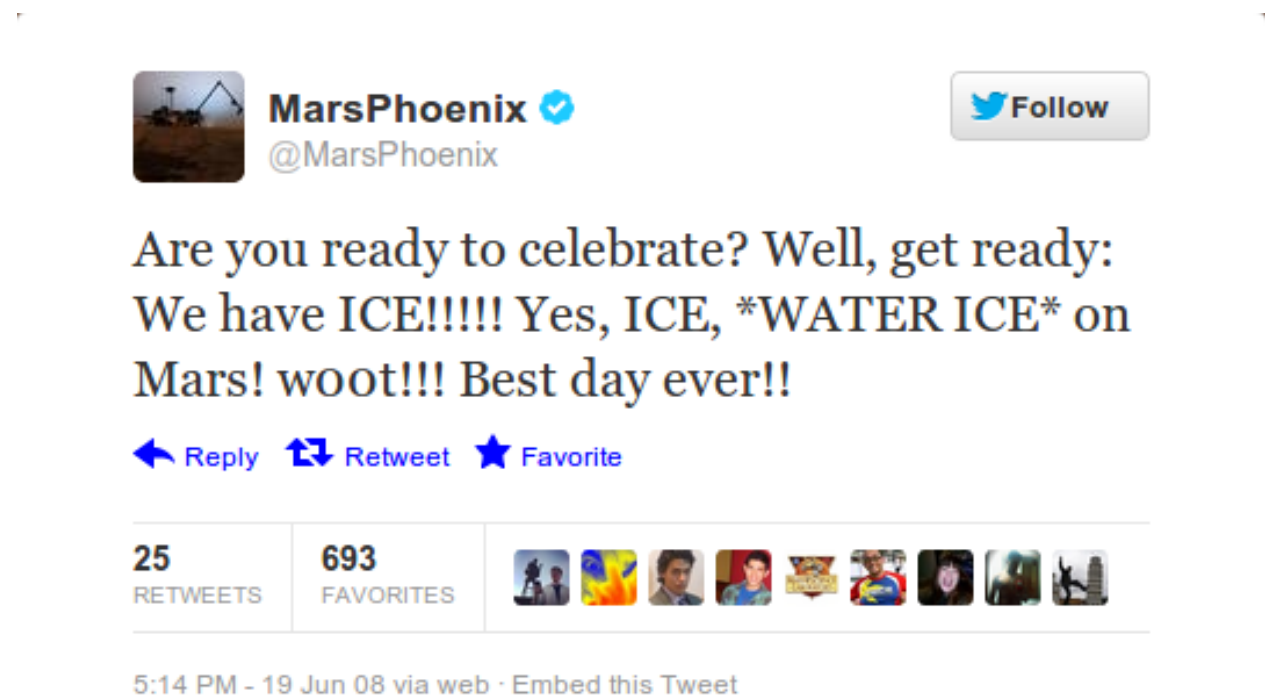 MarsPhoenix
@MarsPhoenix
Follow
Are you ready to celebrate? Well, get ready:
We have ICE!!!!! Yes, ICE, *WATER ICE* on
Mars! woot!!! Best day ever!!
Reply Retweet Favorite
25 693
RETWEETS FAVORITES
5:14 PM - 19 Jun 08 via web · Embed this Tweet